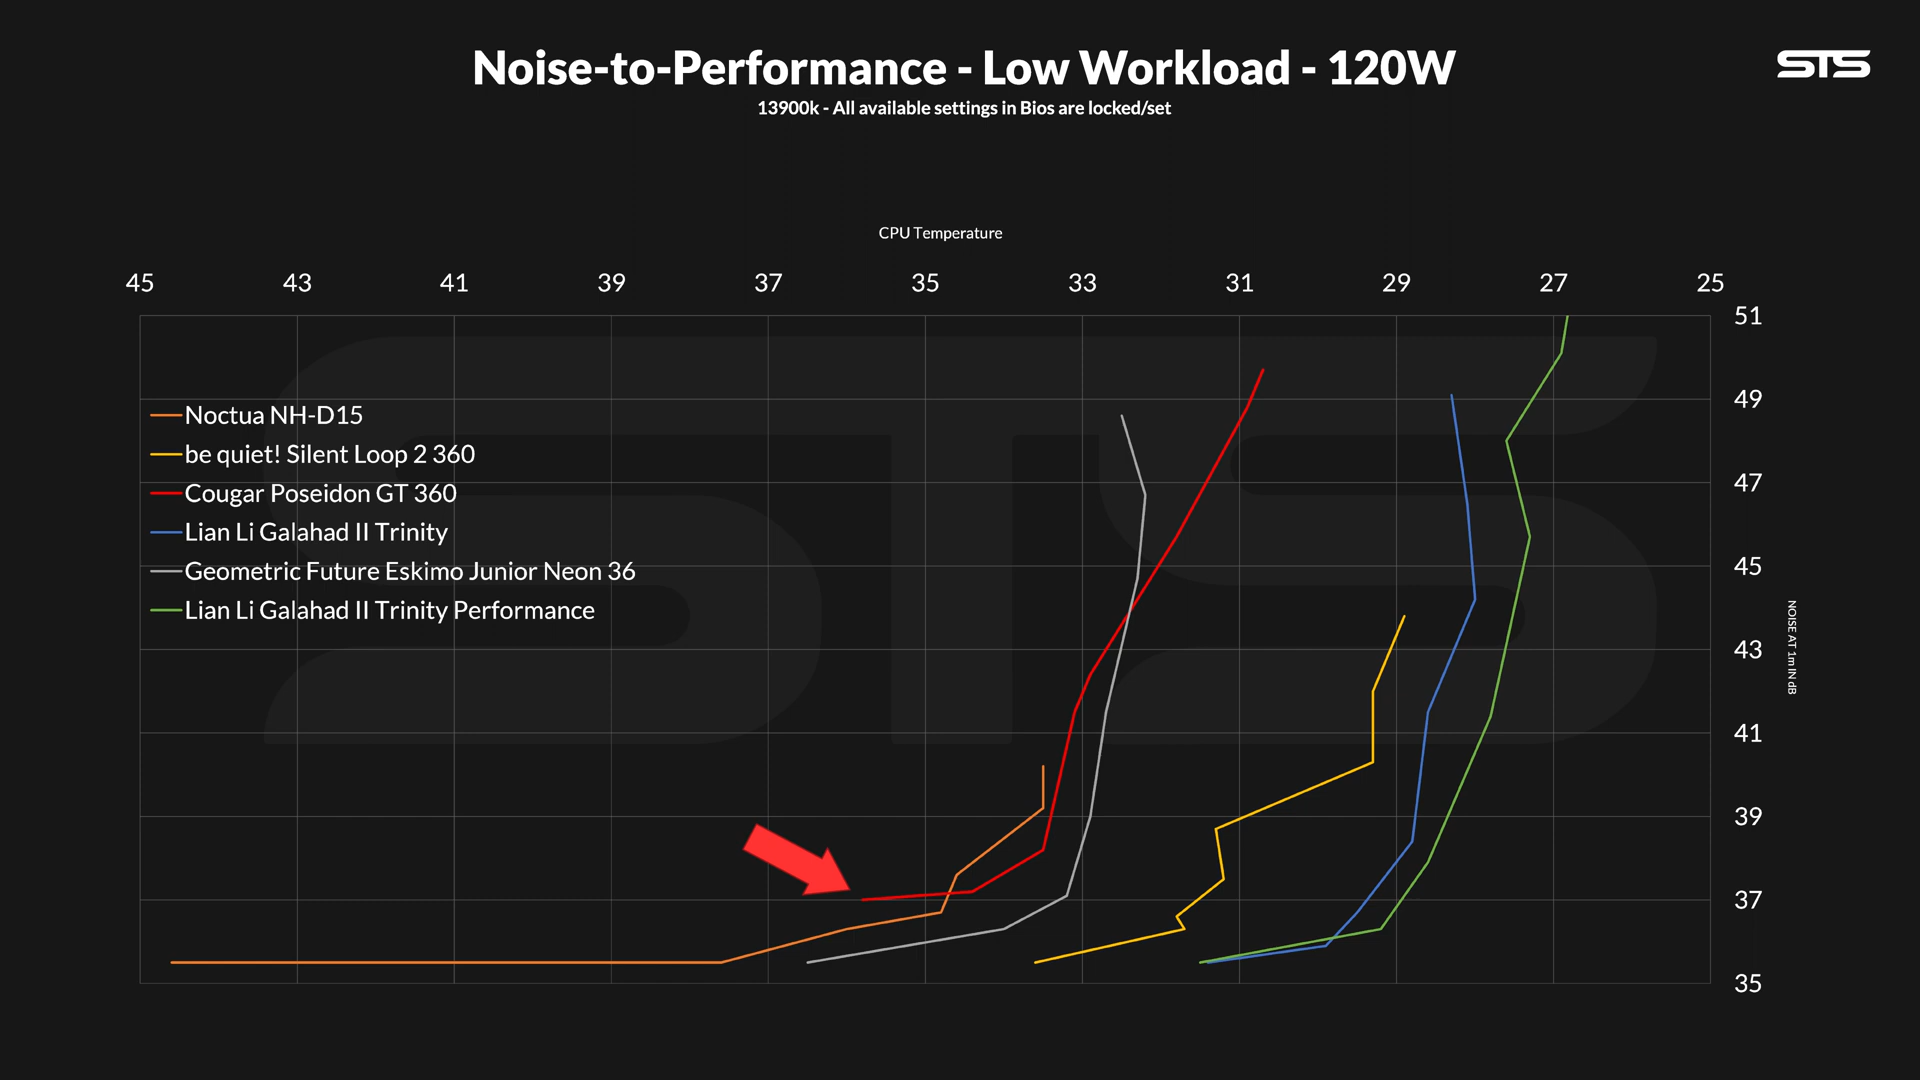 Noise-to-Performance - Low Workload - 120W
STS
13900k - All available settings in Bios are locked/set
CPU Temperature
45 43 41 39 37 35 33 31 29 27 25
51
49
47
45
43
41
39
37
35
Noctua NH-D15
be quiet! Silent Loop 2 360
Cougar Poseidon GT 360
Lian Li Galahad II Trinity
Geometric Future Eskimo Junior Neon 36
Lian Li Galahad II Trinity Performance
NOISE AT 1m IN dB
STS